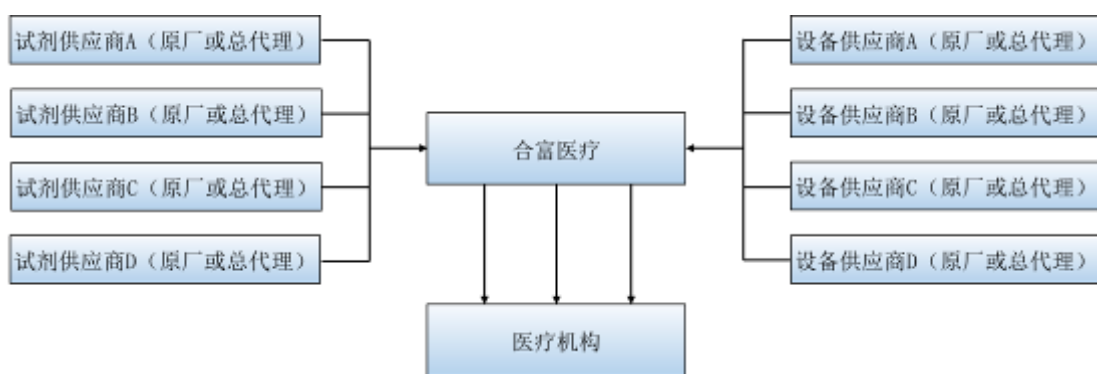 试剂供应商A（原厂或总代理）
试剂供应商B（原厂或总代理）
试剂供应商C（原厂或总代理）
试剂供应商D（原厂或总代理）
合富医疗
医疗机构
设备供应商A（原厂或总代理）
设备供应商B（原厂或总代理）
设备供应商C（原厂或总代理）
设备供应商D（原厂或总代理）